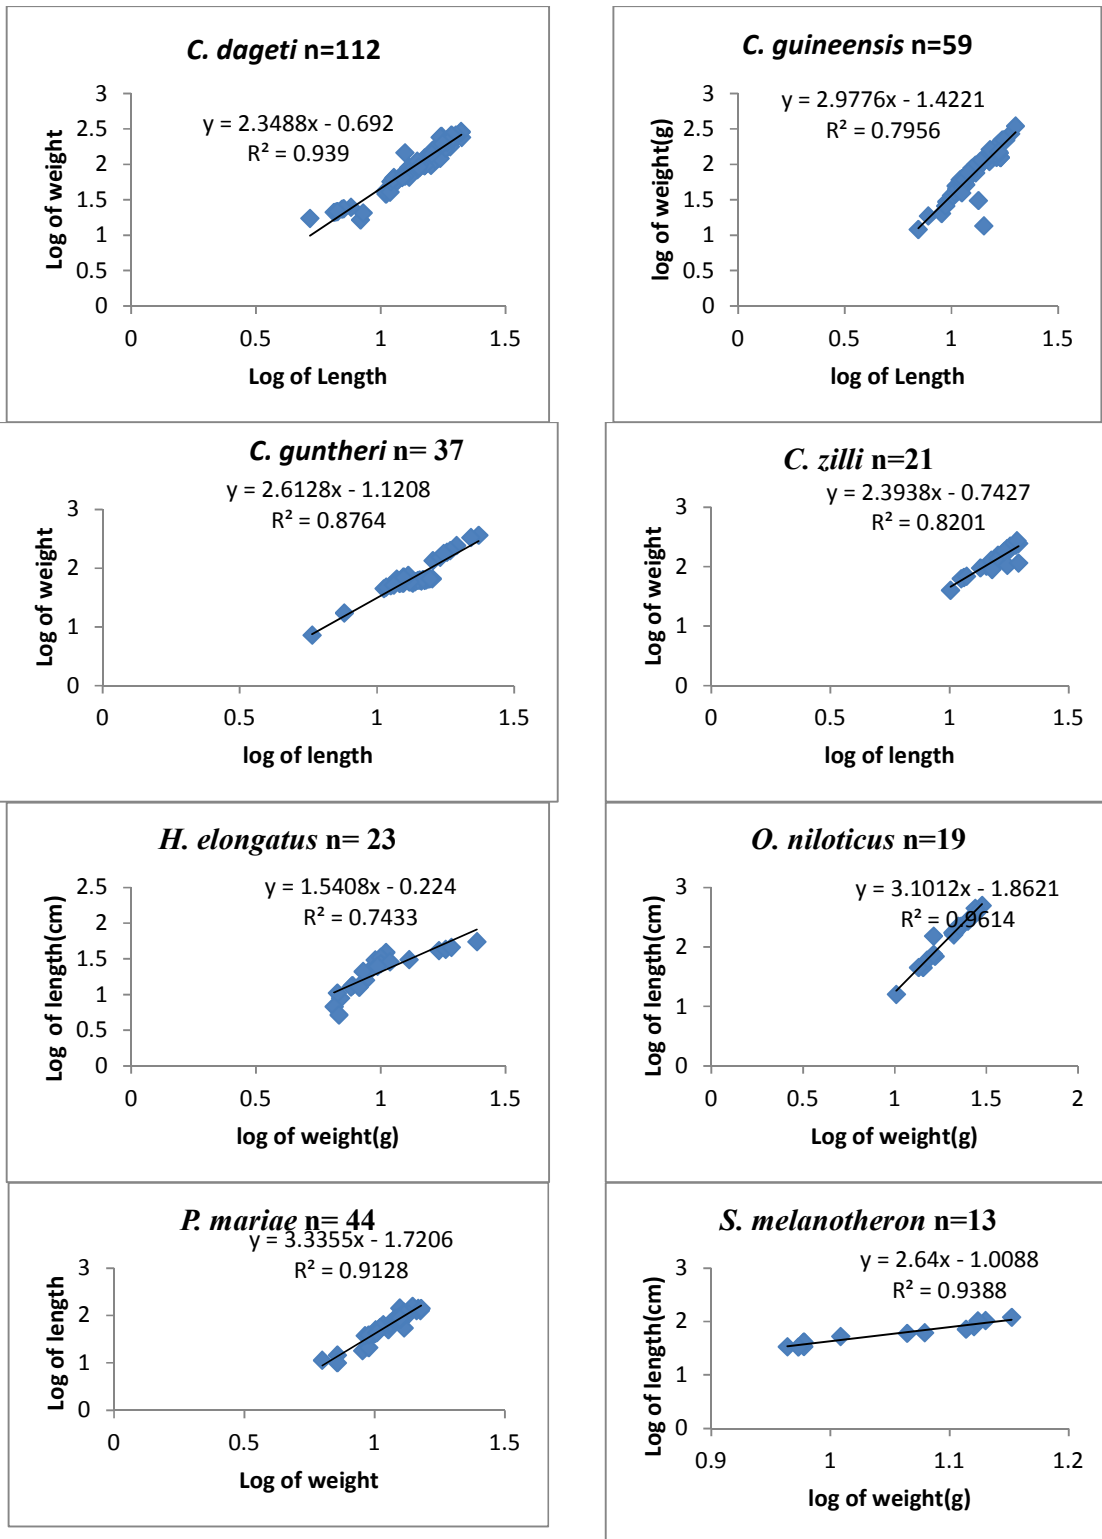 C. dageti n=112
y = 2.3488x - 0.692
R² = 0.939
3
2.5
2
1.5
1
0.5
0
0 0.5 1 1.5
Log of weight
Log of Length
C. guineensis n=59
y = 2.9776x - 1.4221
R² = 0.7956
3
2.5
2
1.5
1
0.5
0
0 0.5 1 1.5
log of weight(g)
log of Length
C. guntheri n= 37
y = 2.6128x - 1.1208
R² = 0.8764
3
2
1
0
0 0.5 1 1.5
Log of weight
log of length
C. zilli n=21
y = 2.3938x - 0.7427
R² = 0.8201
3
2
1
0
0 0.5 1 1.5
Log of weight
log of length
H. elongatus n= 23
y = 1.5408x - 0.224
R² = 0.7433
2.5
2
1.5
1
0.5
0
0 0.5 1 1.5
Log of length(cm)
log of weight(g)
O. niloticus n=19
y = 3.1012x - 1.8621
R² = 0.9614
3
2
1
0
0 0.5 1 1.5 2
Log of length(cm)
Log of weight(g)
P. mariae n= 44
y = 3.3355x - 1.7206
R² = 0.9128
3
2
1
0
0 0.5 1 1.5
Log of length
Log of weight
S. melanotheron n=13
y = 2.64x - 1.0088
R² = 0.9388
3
2
1
0
0.9 1 1.1 1.2
Log of length(cm)
log of weight(g)